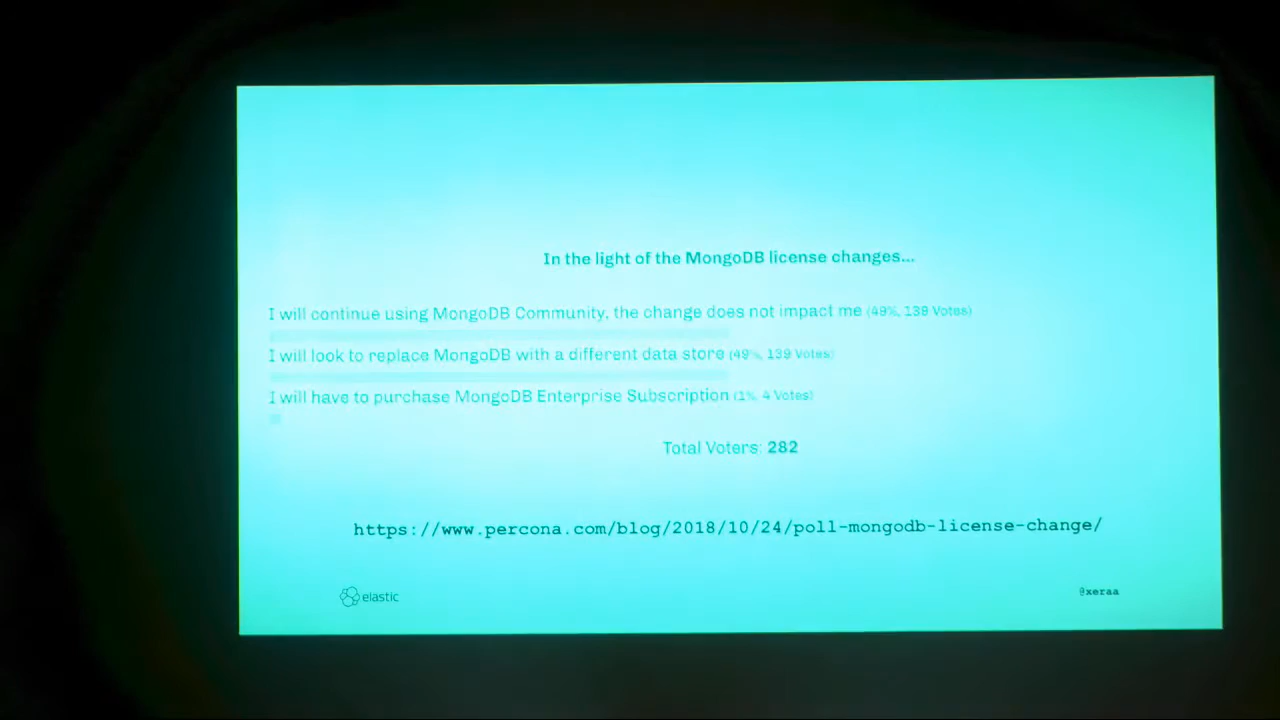 In the light of the MongoDB license changes...
I will continue using MongoDB Community, the change does not impact me (49%, 139 Votes)
I will look to replace MongoDB with a different data store (49%, 139 Votes)
I will have to purchase MongoDB Enterprise Subscription (1%, 4 Votes)
Total Voters: 282
https://www.percona.com/blog/2018/10/24/poll-mongodb-license-change/
elastic
@xeraa